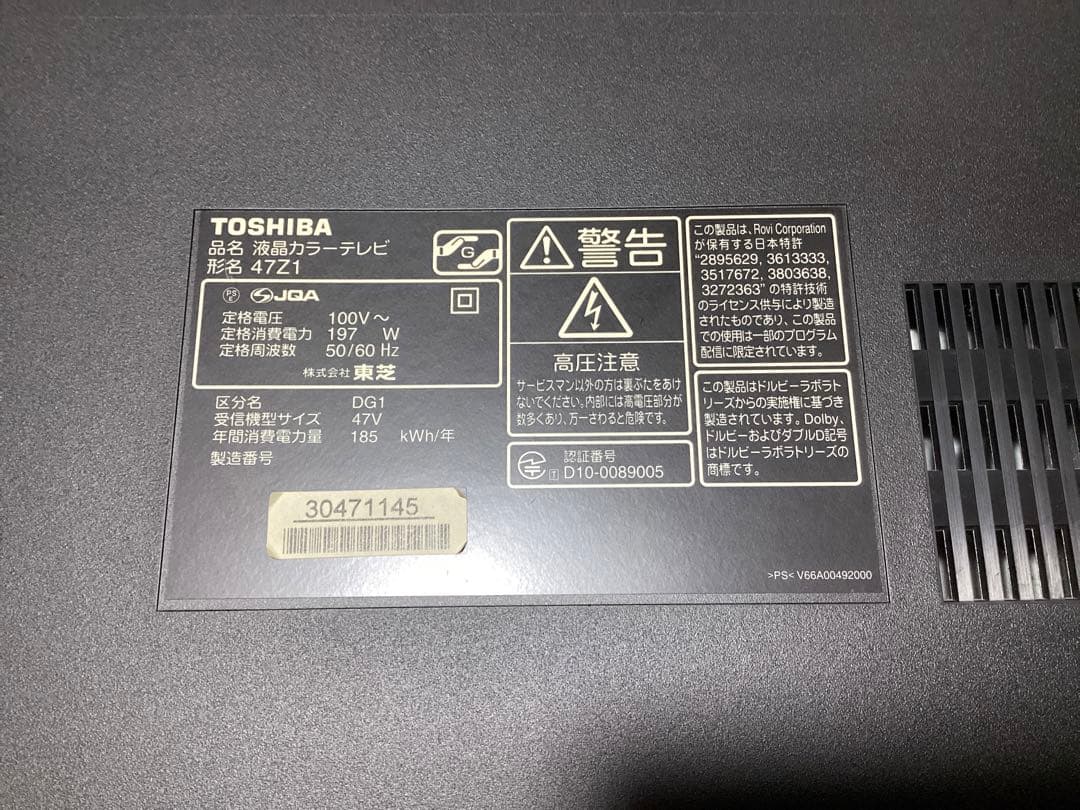 TOSHIBA
品名 液晶カラーテレビ
形名 47Z1
G
PS
E
JQA
定格電圧 100V～
定格消費電力 197 W
定格周波数 50/60 Hz
株式会社 東芝
区分名 DG1
受信機型サイズ 47V
年間消費電力量 185 kWh/年
製造番号
30471145
警告
高圧注意
サービスマン以外の方は裏ぶたをあけ
ないでください。内部には高電圧部分が
数多くあり、万一さわると危険です。
T
認証番号
D10-0089005
この製品は、Rovi Corporation
が保有する日本特許
"2895629, 3613333,
3517672, 3803638,
3272363" の特許技術
のライセンス供与により製造
されたものであり、この製品
での使用は一部のプログラム
配信に限定されています。
この製品はドルビーラボラト
リーズからの実施権に基づき
製造されています。Dolby、
ドルビーおよびダブルD記号
はドルビーラボラトリーズの
商標です。
>PS< V66A00492000